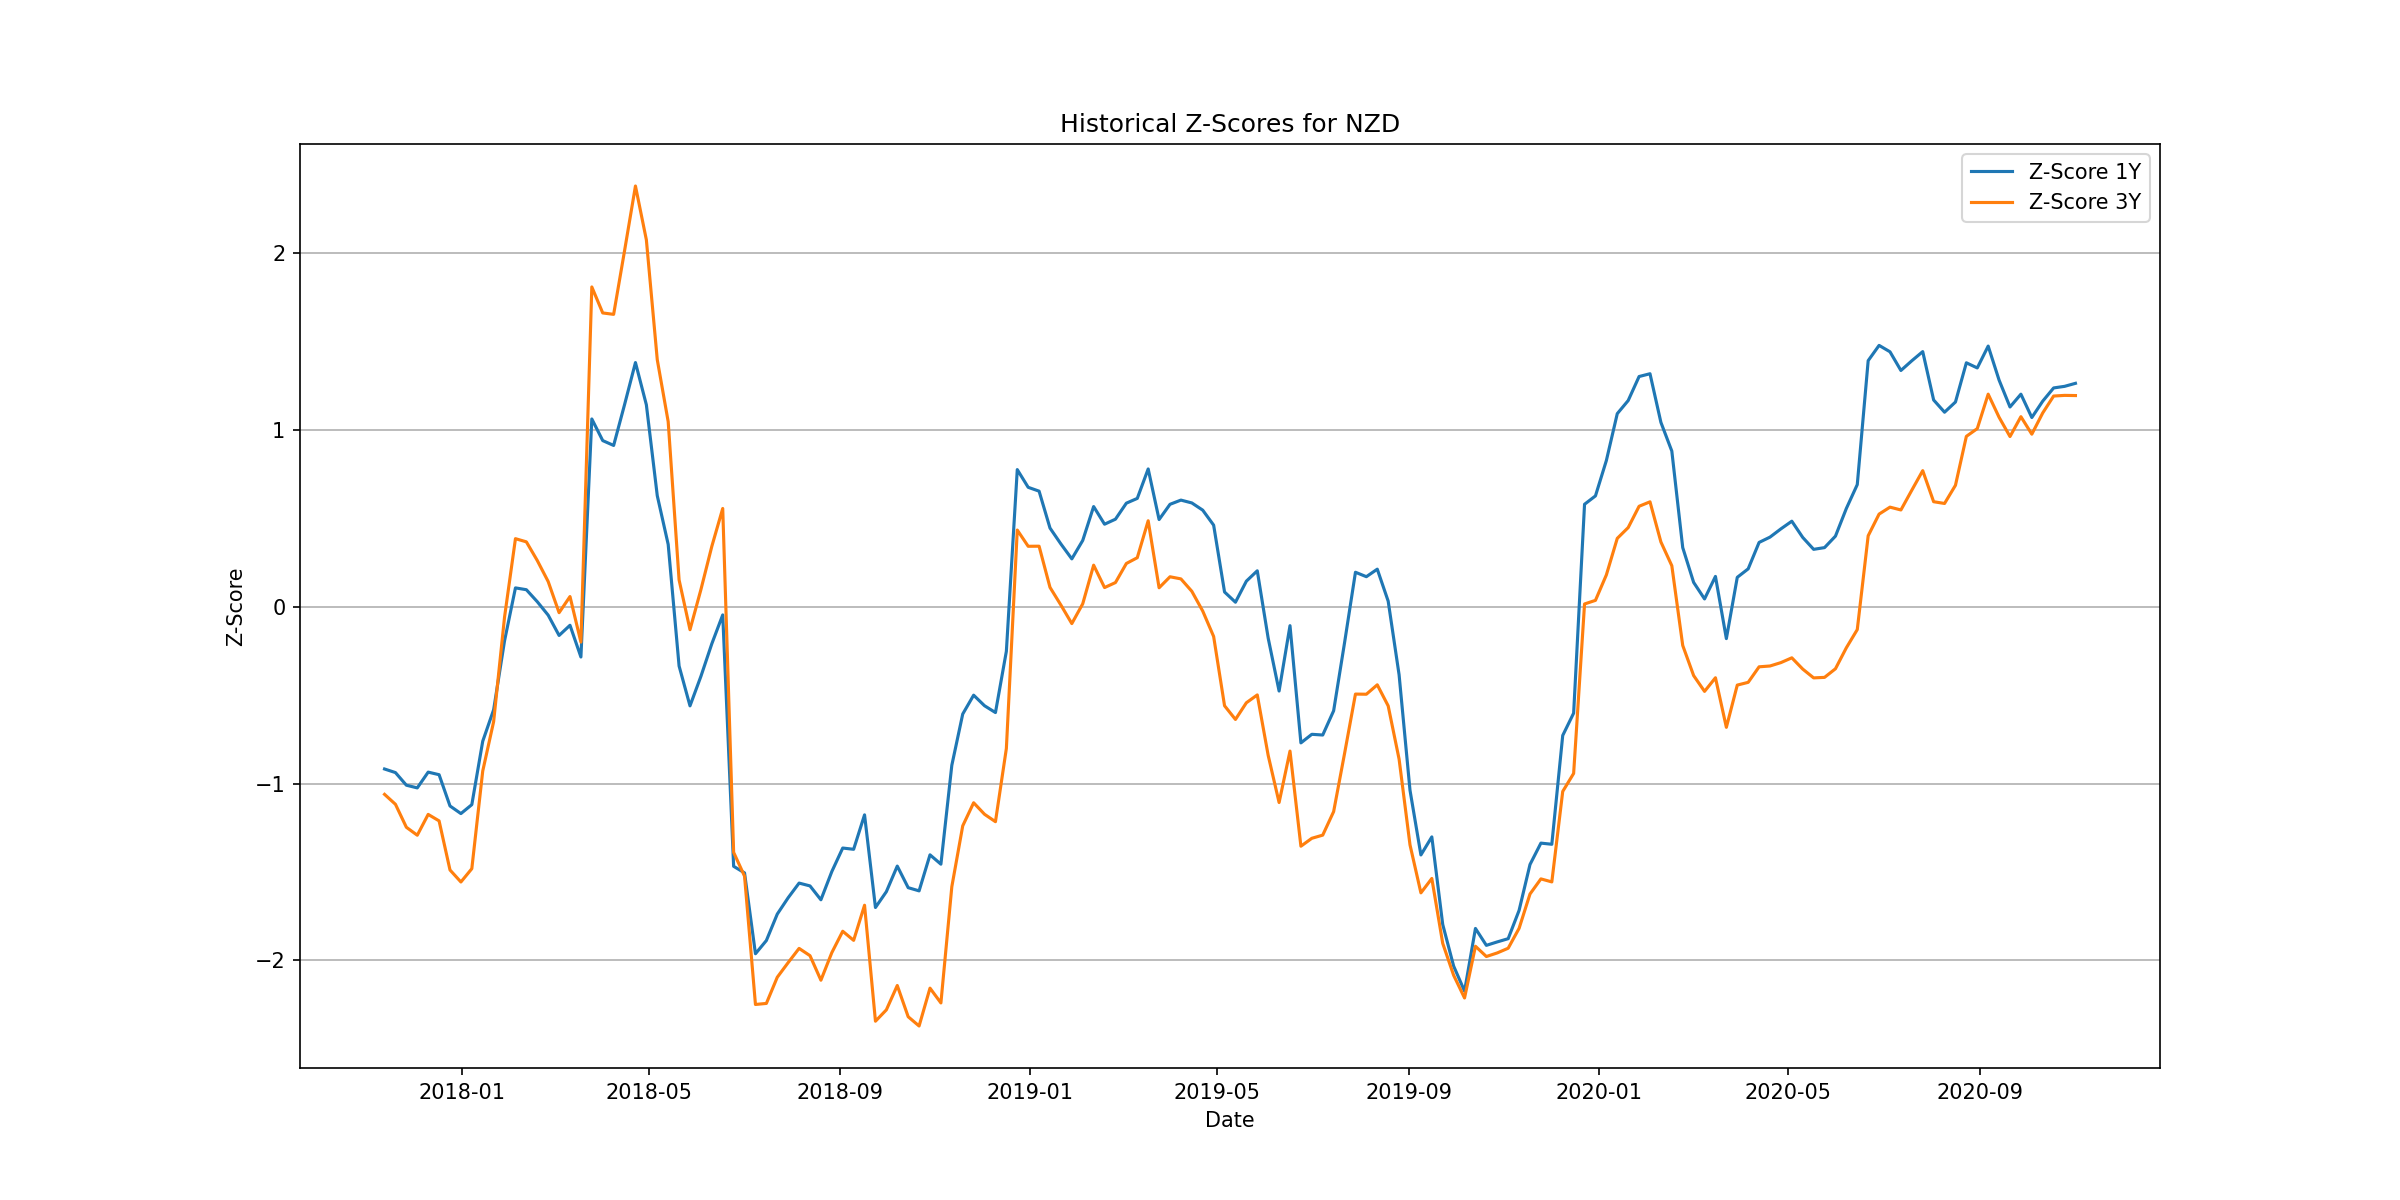 Historical Z-Scores for NZD
Z-Score 1Y
Z-Score 3Y
2
1
0
−1
−2
Z-Score
2018-01
2018-05
2018-09
2019-01
2019-05
2019-09
2020-01
2020-05
2020-09
Date